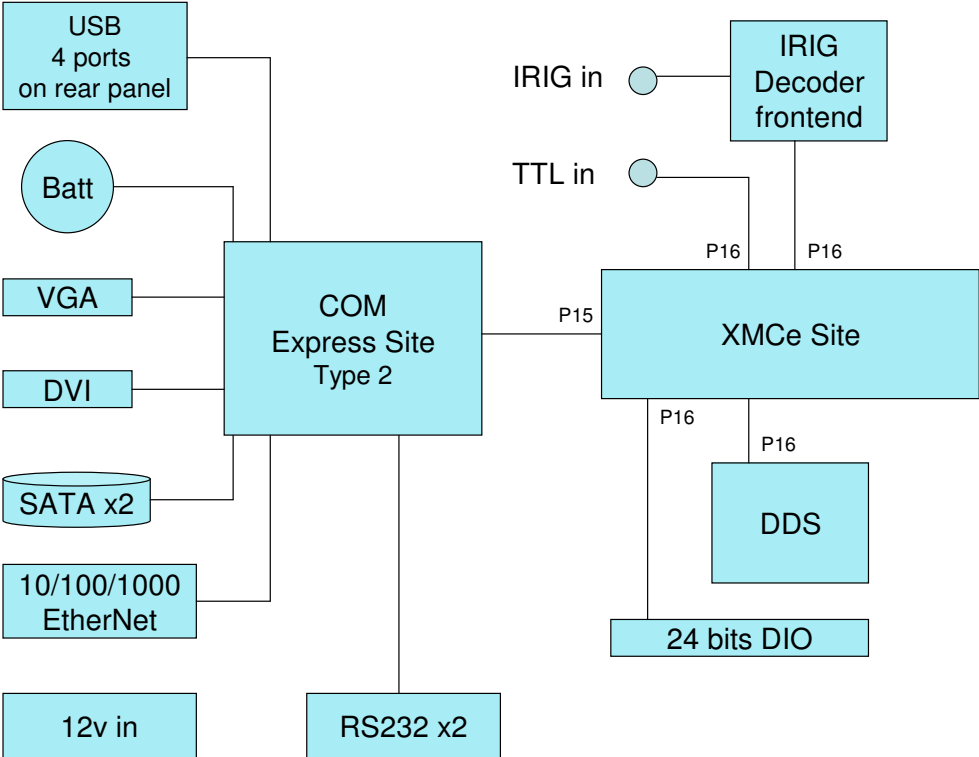 USB
4 ports
on rear panel
IRIG in
IRIG
Decoder
frontend
Batt
TTL in
P16
P16
VGA
COM
Express Site
Type 2
P15
XMCe Site
DVI
P16
P16
SATA x2
DDS
10/100/1000
EtherNet
24 bits DIO
12v in
RS232 x2